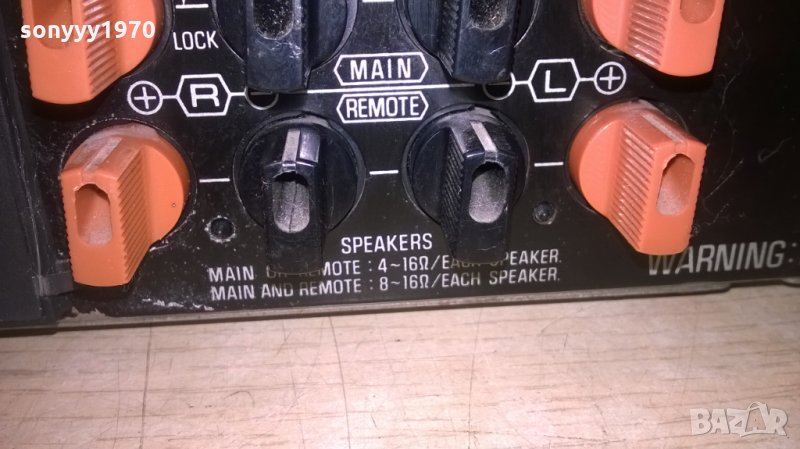 sonyyy1970
LOCK
MAIN
+ R
L +
REMOTE
SPEAKERS
MAIN OR REMOTE : 4~16Ω/EACH SPEAKER.
MAIN AND REMOTE : 8~16Ω/EACH SPEAKER.
WARNING:
BAZAR